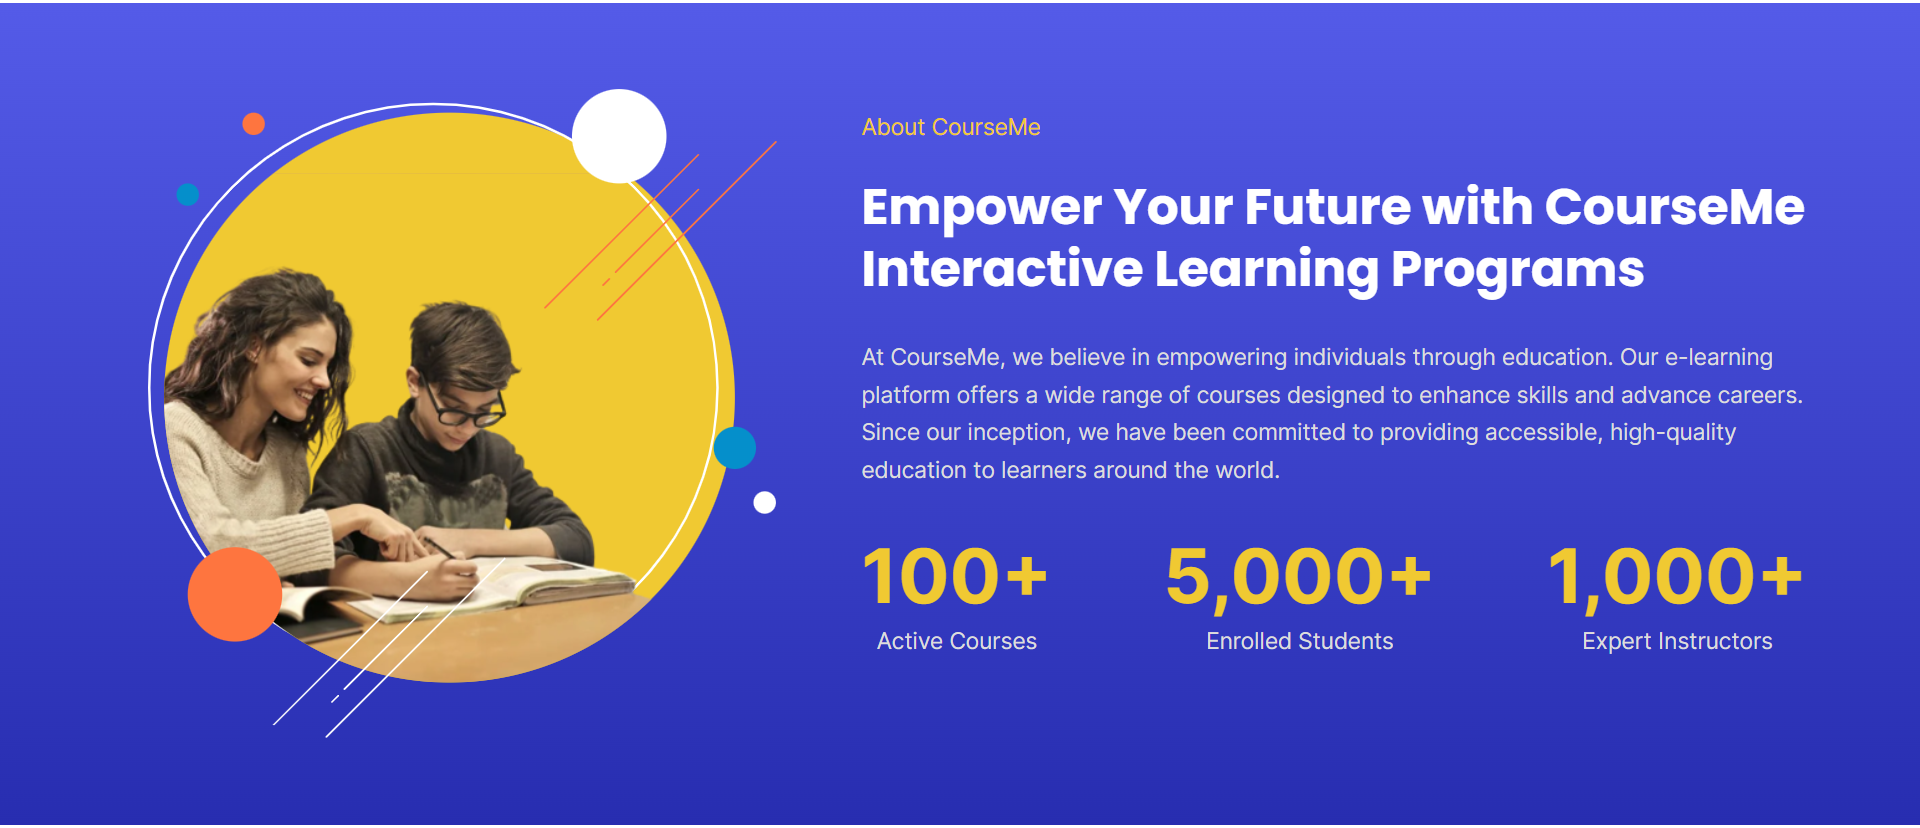 About CourseMe
Empower Your Future with CourseMe
Interactive Learning Programs
At CourseMe, we believe in empowering individuals through education. Our e-learning
platform offers a wide range of courses designed to enhance skills and advance careers.
Since our inception, we have been committed to providing accessible, high-quality
education to learners around the world.
100+
Active Courses
5,000+
Enrolled Students
1,000+
Expert Instructors